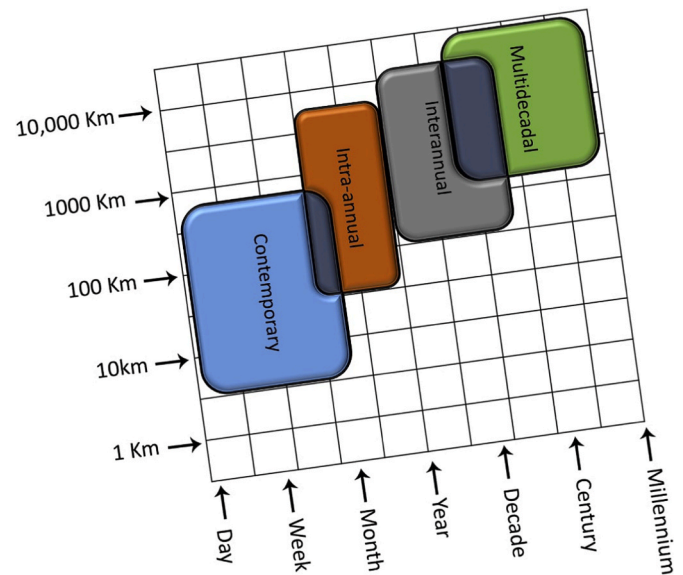 10,000 Km
1000 Km
100 Km
10km
1 Km
Contemporary
Intra-annual
Interannual
Multidecadal
Day
Week
Month
Year
Decade
Century
Millennium